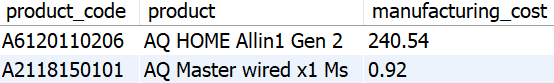 product_code product manufacturing_cost
A6120110206 AQ HOME Allin1 Gen 2 240.54
A2118150101 AQ Master wired x1 Ms 0.92